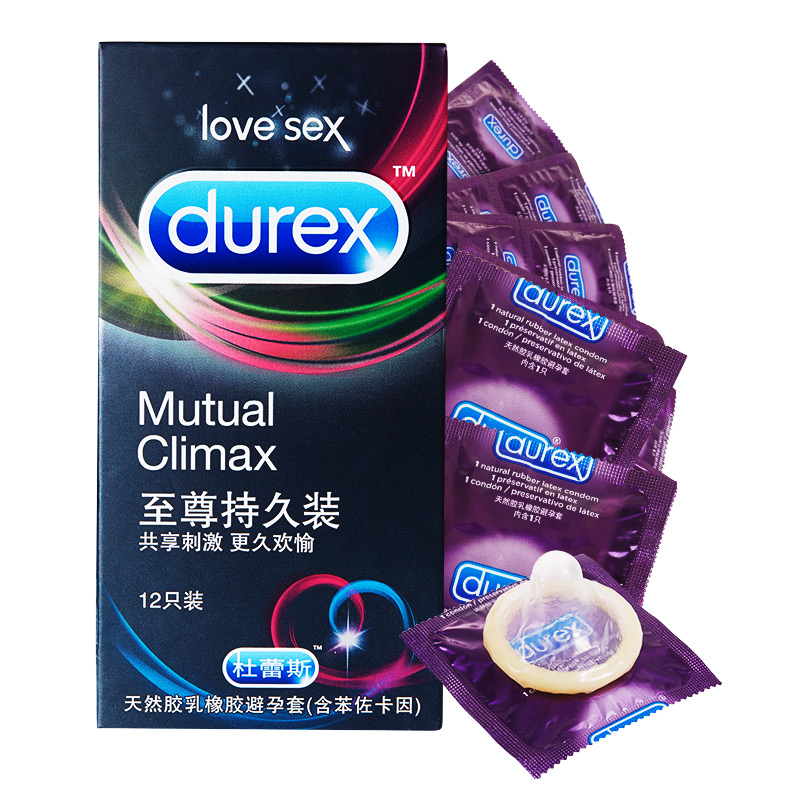 love sex
durex
TM
Mutual
Climax
至尊持久装
共享刺激 更久欢愉
12只装
杜蕾斯
TM
天然胶乳橡胶避孕套(含苯佐卡因)
durex
durex
durex
durex
1 natural rubber latex condom
1 préservatif en latex
1 condón / preservativo de látex
天然胶乳橡胶避孕套
内含1只
durex
durex
®
1 natural rubber latex condom
1 préservatif en latex
1 condón / preservativo de látex
天然胶乳橡胶避孕套
内含1只
durex
durex
durex